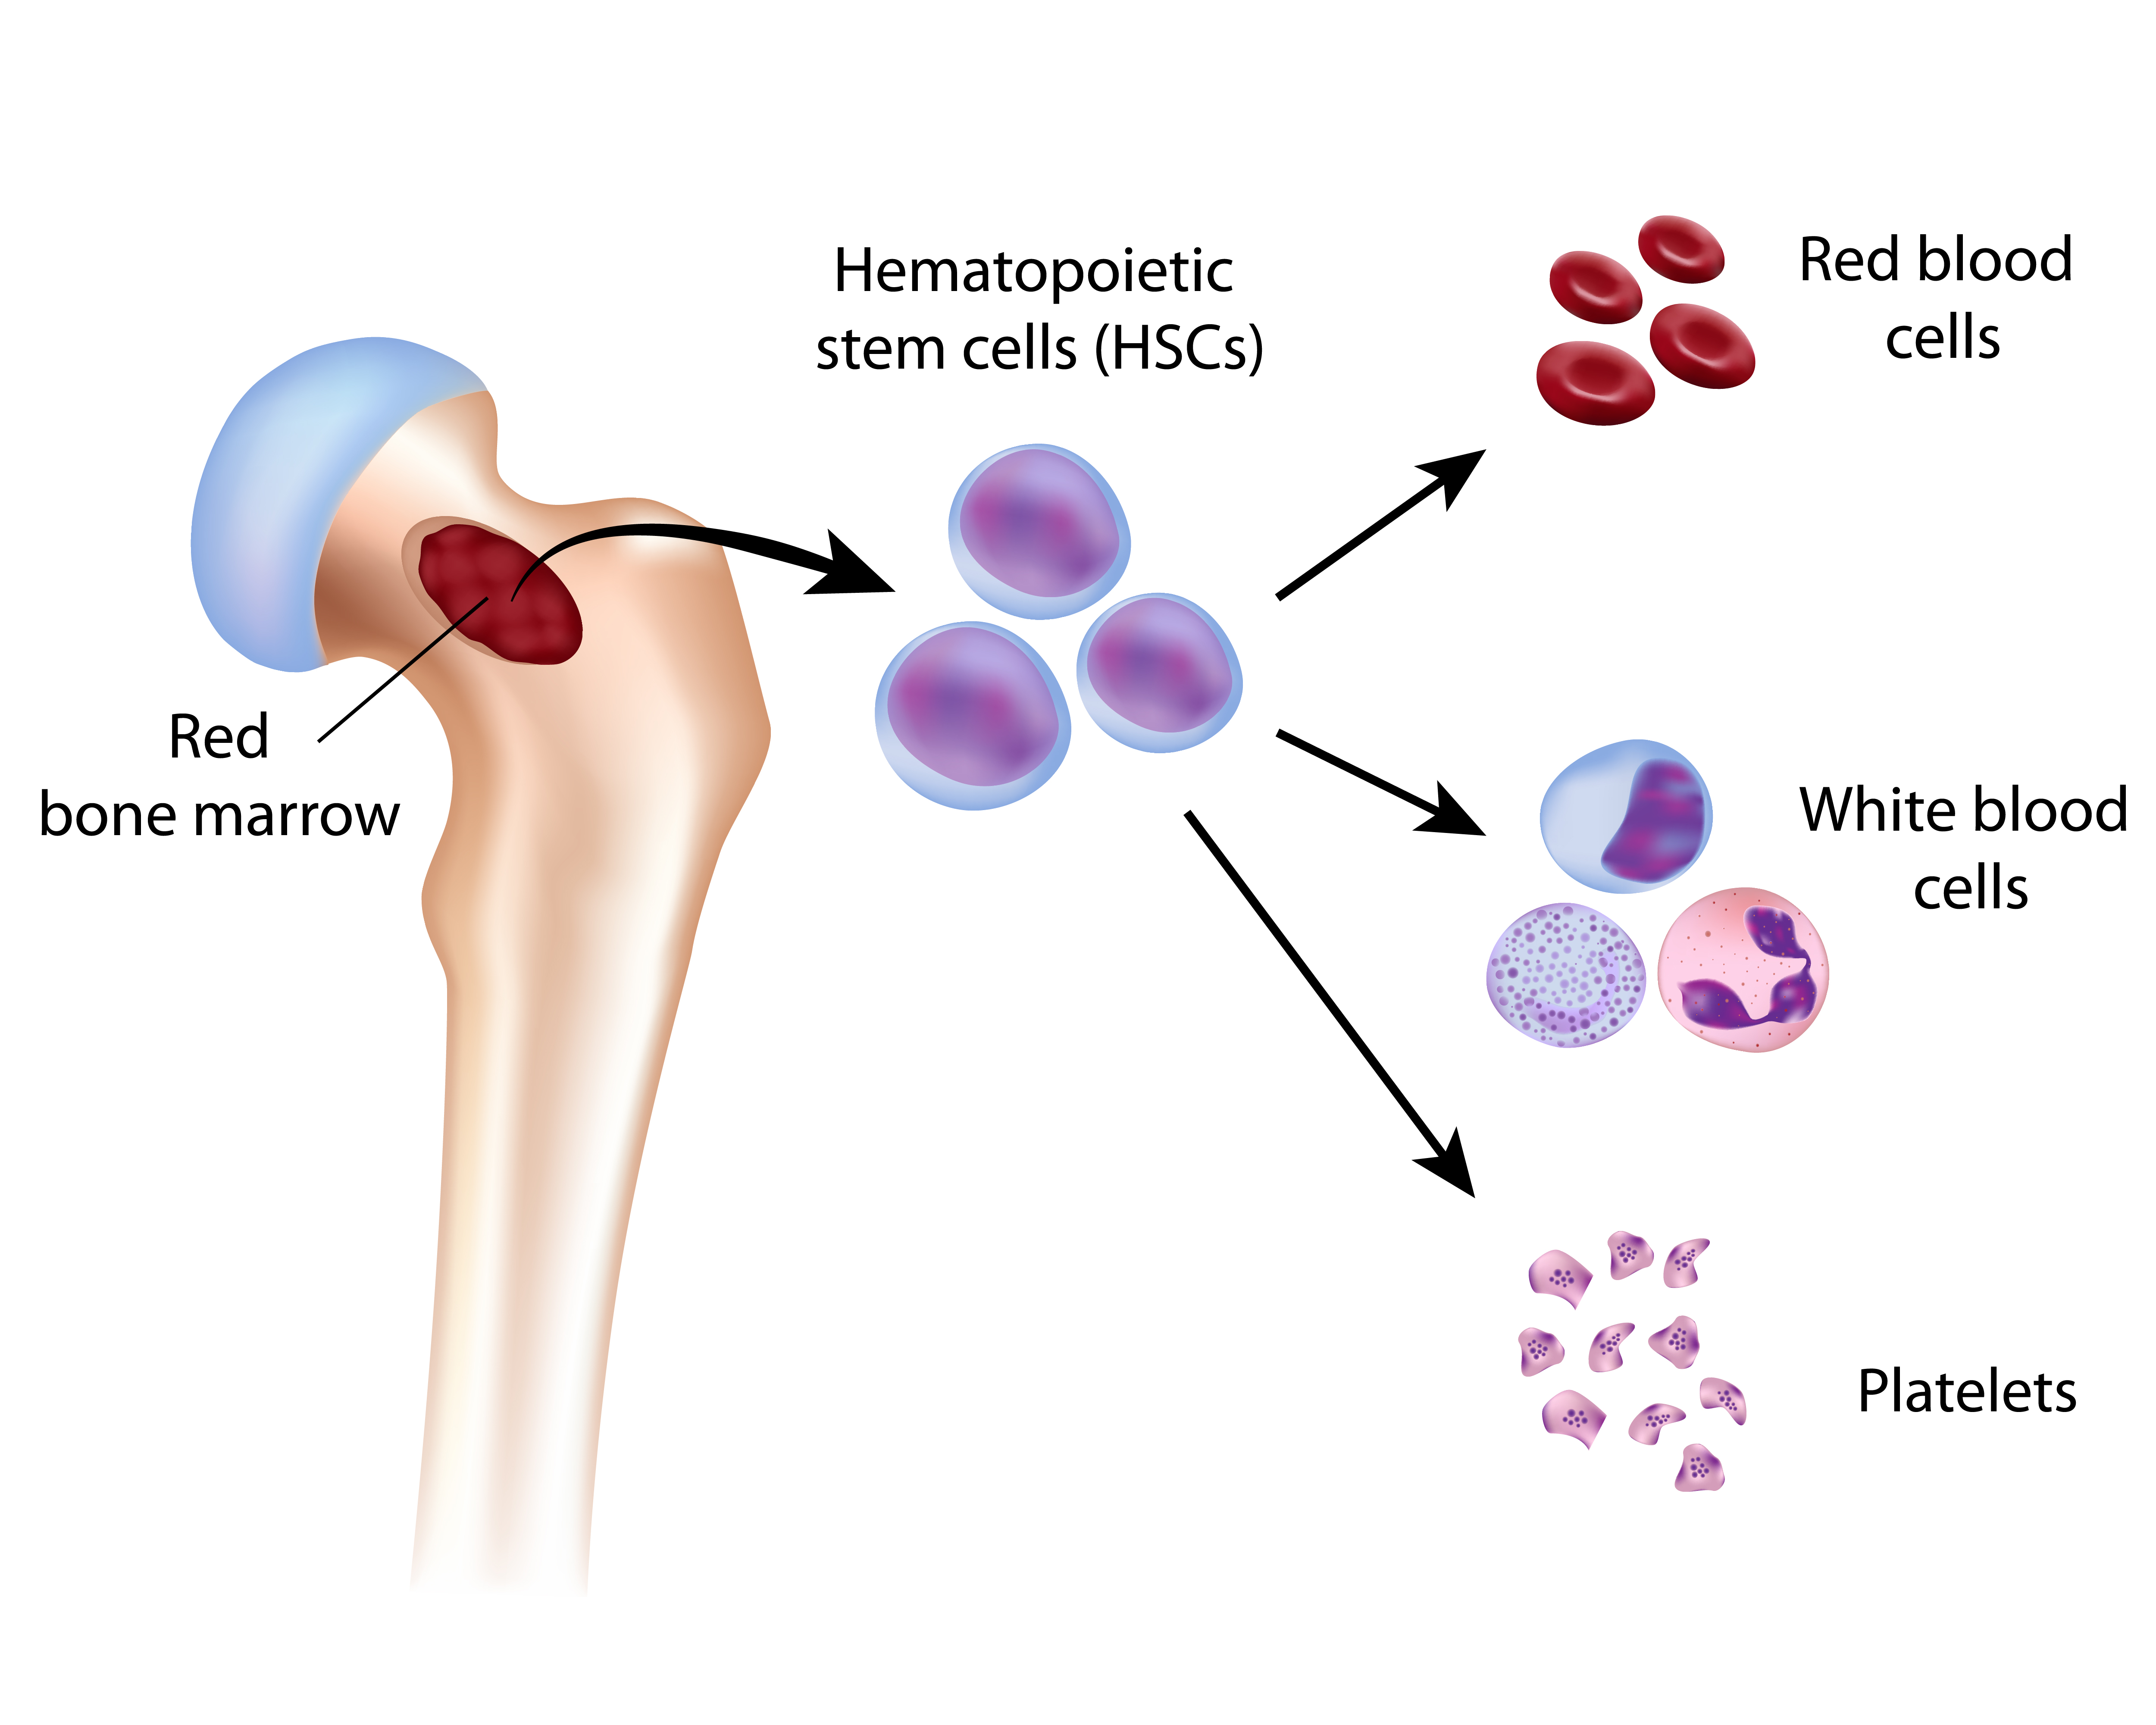 Hematopoietic
stem cells (HSCs)
Red blood
cells
Red
bone marrow
White blood
cells
Platelets